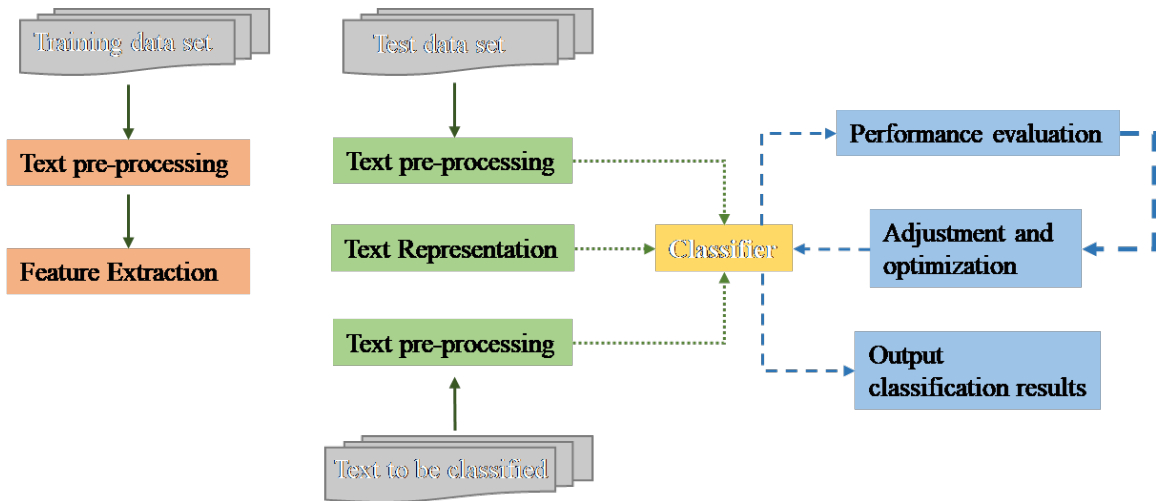 Training data set
Text pre-processing
Feature Extraction
Test data set
Text pre-processing
Text Representation
Text pre-processing
Text to be classified
Classifier
Performance evaluation
Adjustment and
optimization
Output
classification results